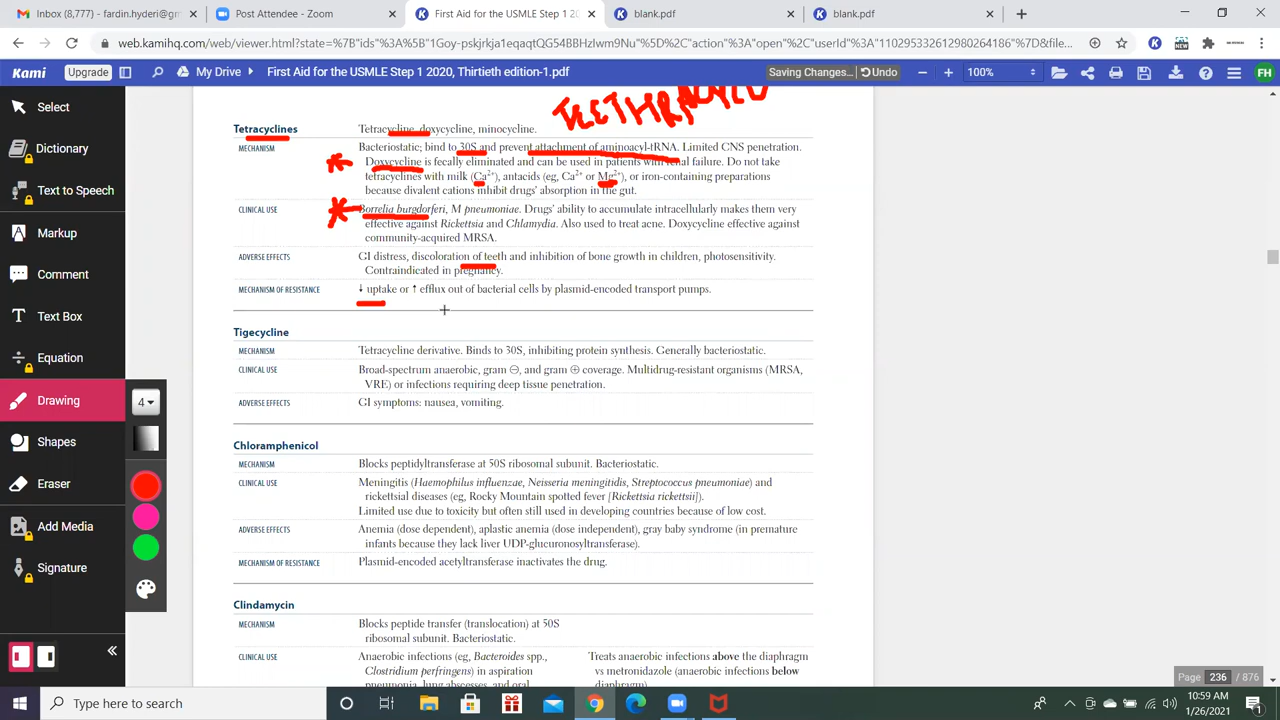 Inbox - fardin.hyderi@gm
Post Attendee - Zoom
First Aid for the USMLE Step 1 20
blank.pdf
blank.pdf
web.kamihq.com/web/viewer.html?state=%7B"ids"%3A%5B"1Goy-pskjrkja1eqaqtQG54BBHzIwm9Nu"%5D%2C"action"%3A"open"%2C"userId"%3A"110295332612980264186"%7D&file...
Kami Upgrade My Drive First Aid for the USMLE Step 1 2020, Thirtieth edition-1.pdf Saving Changes... Undo 100% FH
Select
Dictionary
Markup
Comment
Text Box
Equation
Drawing
Shapes
Eraser
Add Media
Signature
4
Tetracyclines Tetracycline, doxycycline, minocycline.
MECHANISM Bacteriostatic; bind to 30S and prevent attachment of aminoacyl-tRNA. Limited CNS penetration.
Doxycycline is fecally eliminated and can be used in patients with renal failure. Do not take
tetracyclines with milk (Ca2+), antacids (eg, Ca2+ or Mg2+), or iron-containing preparations
because divalent cations inhibit drugs' absorption in the gut.
CLINICAL USE Borrelia burgdorferi, M pneumoniae. Drugs' ability to accumulate intracellularly makes them very
effective against Rickettsia and Chlamydia. Also used to treat acne. Doxycycline effective against
community-acquired MRSA.
ADVERSE EFFECTS GI distress, discoloration of teeth and inhibition of bone growth in children, photosensitivity.
Contraindicated in pregnancy.
MECHANISM OF RESISTANCE ↓ uptake or ↑ efflux out of bacterial cells by plasmid-encoded transport pumps.
Tigecycline
MECHANISM Tetracycline derivative. Binds to 30S, inhibiting protein synthesis. Generally bacteriostatic.
CLINICAL USE Broad-spectrum anaerobic, gram ⊖, and gram ⊕ coverage. Multidrug-resistant organisms (MRSA,
VRE) or infections requiring deep tissue penetration.
ADVERSE EFFECTS GI symptoms: nausea, vomiting.
Chloramphenicol
MECHANISM Blocks peptidyltransferase at 50S ribosomal subunit. Bacteriostatic.
CLINICAL USE Meningitis (Haemophilus influenzae, Neisseria meningitidis, Streptococcus pneumoniae) and
rickettsial diseases (eg, Rocky Mountain spotted fever [Rickettsia rickettsii]).
Limited use due to toxicity but often still used in developing countries because of low cost.
ADVERSE EFFECTS Anemia (dose dependent), aplastic anemia (dose independent), gray baby syndrome (in premature
infants because they lack liver UDP-glucuronosyltransferase).
MECHANISM OF RESISTANCE Plasmid-encoded acetyltransferase inactivates the drug.
Clindamycin
MECHANISM Blocks peptide transfer (translocation) at 50S
ribosomal subunit. Bacteriostatic.
CLINICAL USE Anaerobic infections (eg, Bacteroides spp., Treats anaerobic infections above the diaphragm
Clostridium perfringens) in aspiration vs metronidazole (anaerobic infections below
pneumonia, lung abscesses, and oral diaphragm)
Page 236 / 876
Type here to search
10:59 AM
1/26/2021